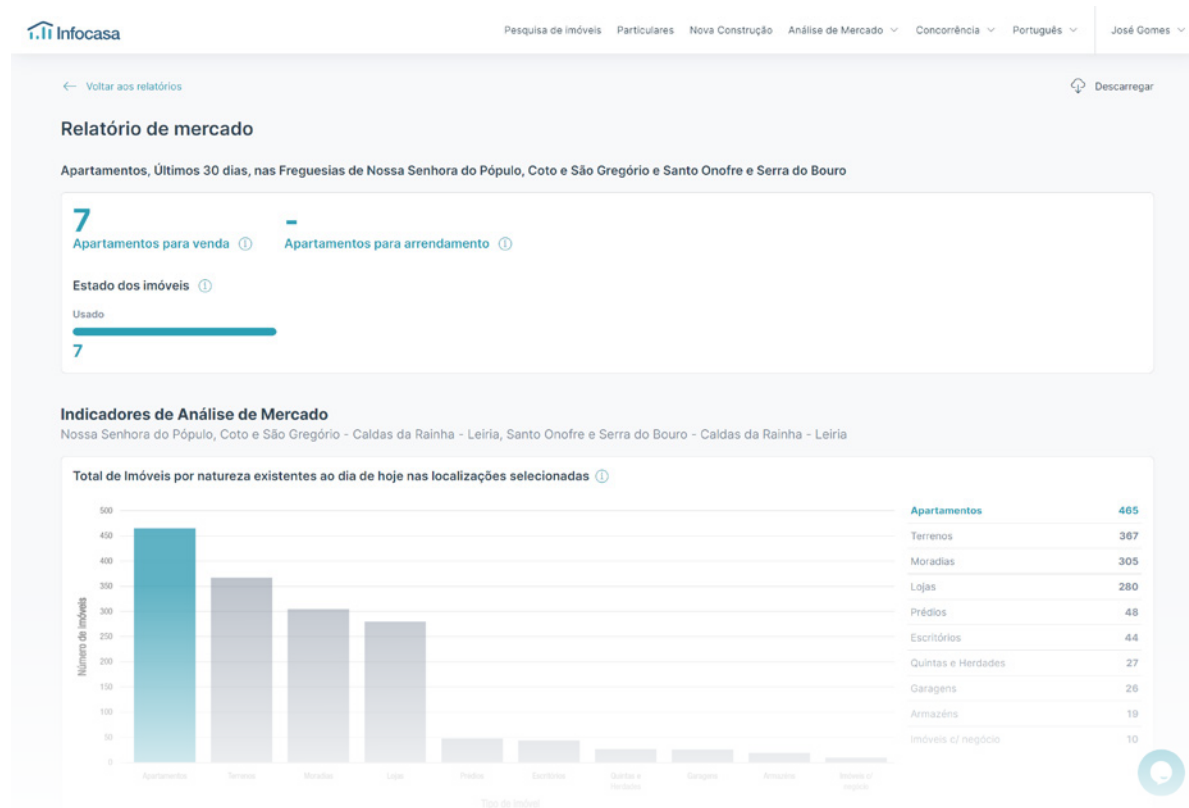 Infocasa
Pesquisa de imóveis Particulares Nova Construção Análise de Mercado Concorrência Português José Gomes
← Voltar aos relatórios
Descarregar
Relatório de mercado
Apartamentos, Últimos 30 dias, nas Freguesias de Nossa Senhora do Pópulo, Coto e São Gregório e Santo Onofre e Serra do Bouro
7 -
Apartamentos para venda Apartamentos para arrendamento
Estado dos imóveis
Usado
7
Indicadores de Análise de Mercado
Nossa Senhora do Pópulo, Coto e São Gregório - Caldas da Rainha - Leiria, Santo Onofre e Serra do Bouro - Caldas da Rainha - Leiria
Total de Imóveis por natureza existentes ao dia de hoje nas localizações selecionadas
Número de imóveis
500
450
400
350
300
250
200
150
100
50
0
Apartamentos Terrenos Moradias Lojas Prédios Escritórios Quintas e Herdades Garagens Armazéns Imóveis c/ negócio
Tipo do Imóvel
Apartamentos 465
Terrenos 367
Moradias 305
Lojas 280
Prédios 48
Escritórios 44
Quintas e Herdades 27
Garagens 26
Armazéns 19
Imóveis c/ negócio 10